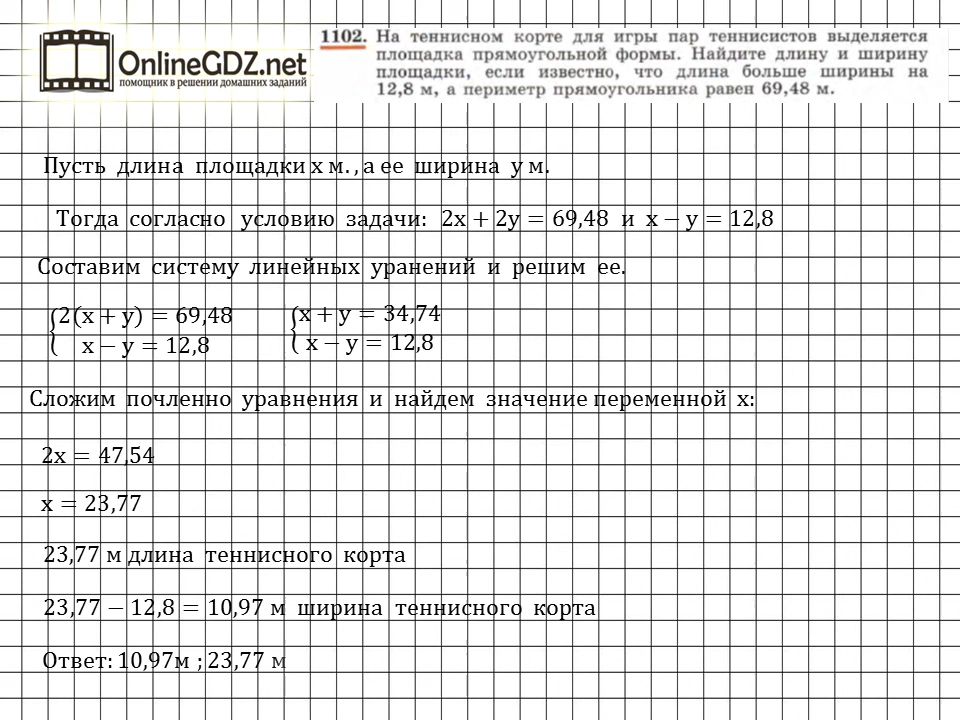 OnlineGDZ.net
помощник в решении домашних заданий
1102. На теннисном корте для игры пар теннисистов выделяется
площадка прямоугольной формы. Найдите длину и ширину
площадки, если известно, что длина больше ширины на
12,8 м, а периметр прямоугольника равен 69,48 м.
Пусть длина площадки x м. , а ее ширина y м.
Тогда согласно условию задачи: 2x + 2y = 69,48 и x − y = 12,8
Составим систему линейных уранений и решим ее.
{2(x + y) = 69,48 {x + y = 34,74
x − y = 12,8 x − y = 12,8
Сложим почленно уравнения и найдем значение переменной x:
2x = 47,54
x = 23,77
23,77 м длина теннисного корта
23,77 − 12,8 = 10,97 м ширина теннисного корта
Ответ: 10,97м ; 23,77 м